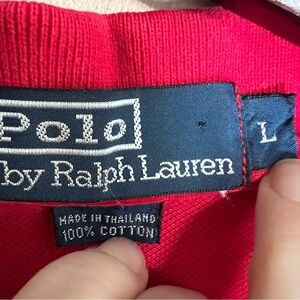 Polo
by Ralph Lauren
L
MADE IN THAILAND
100% COTTON